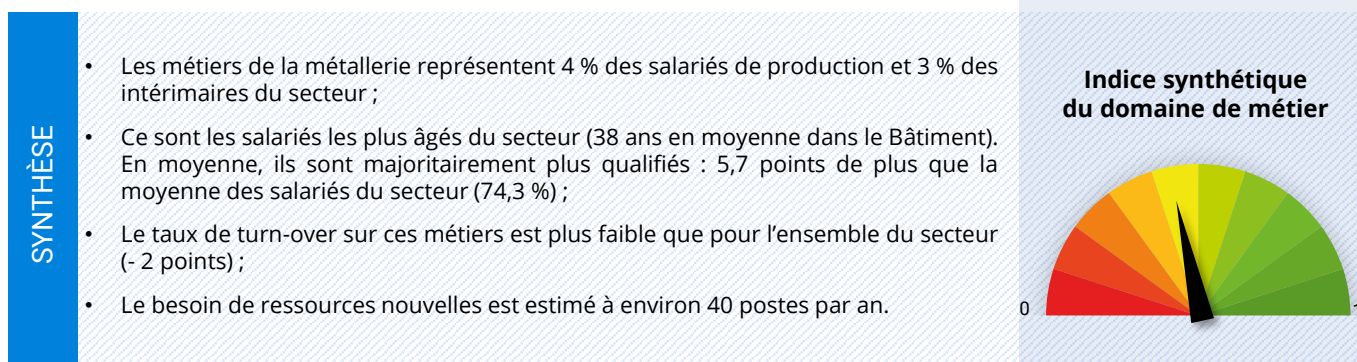 SYNTHÈSE
• Les métiers de la métallerie représentent 4 % des salariés de production et 3 % des
intérimaires du secteur ;
• Ce sont les salariés les plus âgés du secteur (38 ans en moyenne dans le Bâtiment).
En moyenne, ils sont majoritairement plus qualifiés : 5,7 points de plus que la
moyenne des salariés du secteur (74,3 %) ;
• Le taux de turn-over sur ces métiers est plus faible que pour l’ensemble du secteur
(- 2 points) ;
• Le besoin de ressources nouvelles est estimé à environ 40 postes par an.
Indice synthétique
du domaine de métier
0